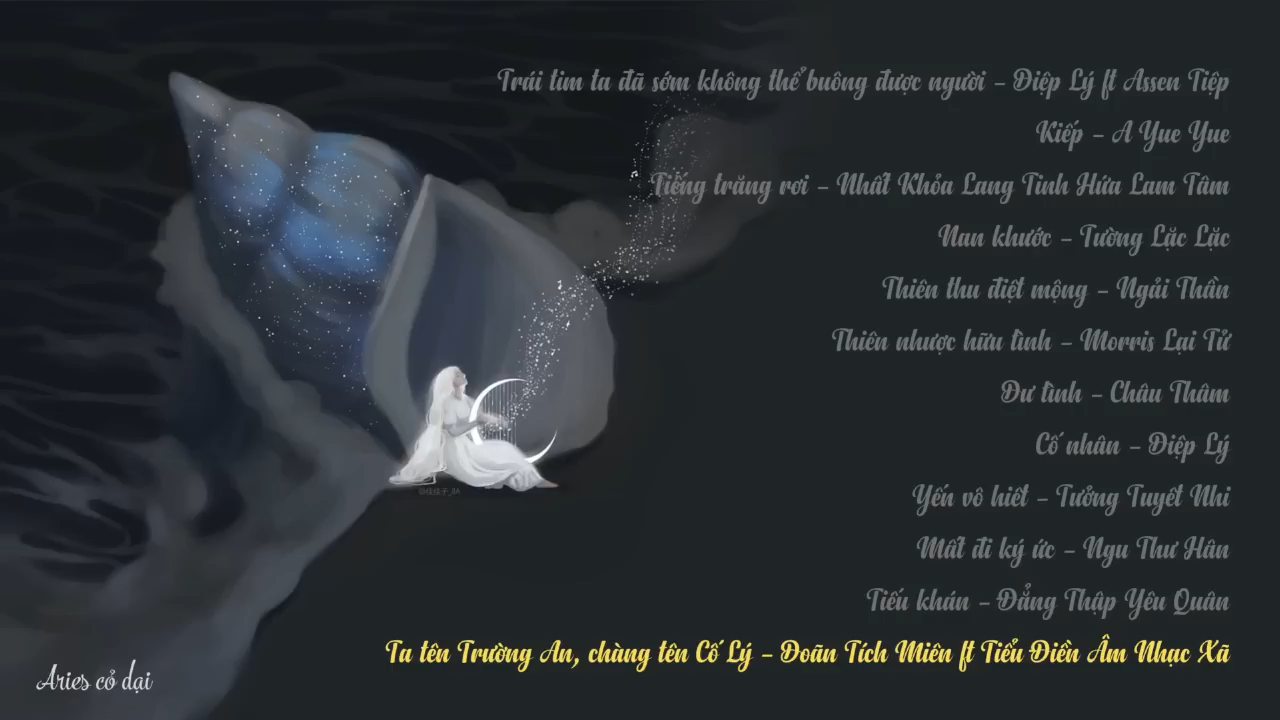 Trái tim ta đã sớm không thể buông được người – Điệp Lý ft Assen Tiệp
Kiếp – A Yue Yue
Tiếng trăng rơi – Nhất Khỏa Lang Tinh Hứa Lam Tâm
Nan khước – Tường Lặc Lặc
Thiên thu điệt mộng – Ngải Thần
Thiên nhược hữu tình – Morris Lại Tử
Dư tình – Châu Thâm
Cố nhân – Điệp Lý
Yến vô hiết – Tưởng Tuyết Nhi
Mất đi ký ức – Ngu Thư Hân
Tiếu khán – Đẳng Thập Yêu Quân
Ta tên Trường An, chàng tên Cố Lý – Doãn Tích Miên ft Tiểu Điền Âm Nhạc Xã
Aries cỏ dại